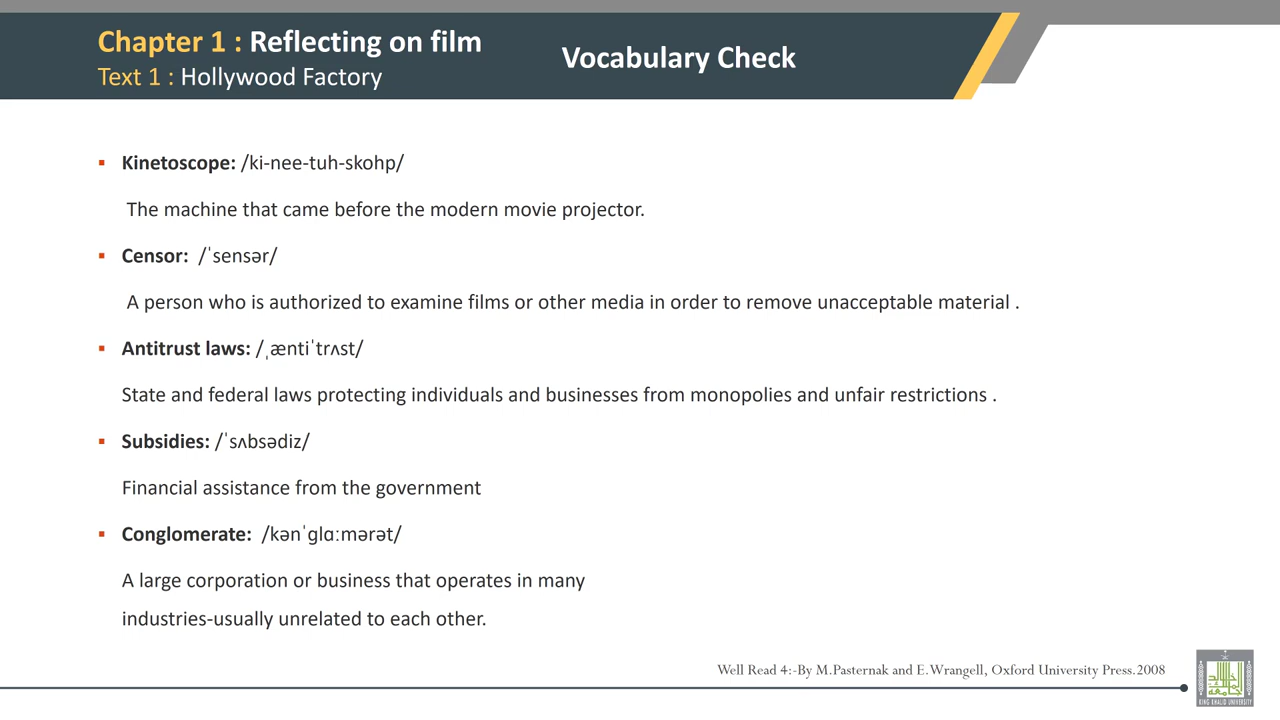 Chapter 1 : Reflecting on film
Text 1 : Hollywood Factory
Vocabulary Check
▪ Kinetoscope: /ki-nee-tuh-skohp/
The machine that came before the modern movie projector.
▪ Censor: /ˈsensər/
A person who is authorized to examine films or other media in order to remove unacceptable material .
▪ Antitrust laws: /ˌæntiˈtrʌst/
State and federal laws protecting individuals and businesses from monopolies and unfair restrictions .
▪ Subsidies: /ˈsʌbsədiz/
Financial assistance from the government
▪ Conglomerate: /kənˈɡlɑːmərət/
A large corporation or business that operates in many
industries-usually unrelated to each other.
Well Read 4:-By M.Pasternak and E.Wrangell, Oxford University Press.2008
KING KHALID UNIVERSITY